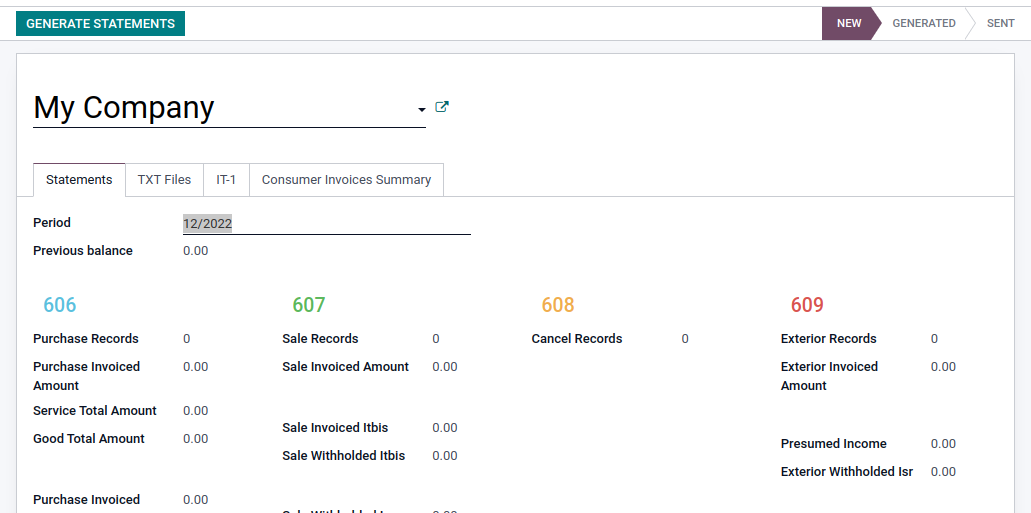 GENERATE STATEMENTS
NEW
GENERATED
SENT
My Company
Statements
TXT Files
IT-1
Consumer Invoices Summary
Period
12/2022
Previous balance
0.00
606
Purchase Records
0
Purchase Invoiced
Amount
0.00
Service Total Amount
0.00
Good Total Amount
0.00
Purchase Invoiced
0.00
607
Sale Records
0
Sale Invoiced Amount
0.00
Sale Invoiced Itbis
0.00
Sale Withholded Itbis
0.00
Sale Withholded
0.00
608
Cancel Records
0
609
Exterior Records
0
Exterior Invoiced
Amount
0.00
Presumed Income
0.00
Exterior Withholded Isr
0.00